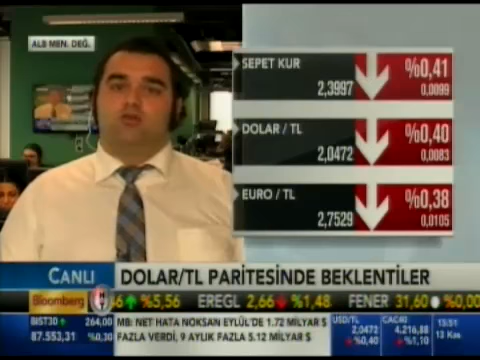 ALB MEN. DEĞ.
SEPET KUR %0,41
2,3997 0,0099
DOLAR / TL %0,40
2,0472 0,0083
EURO / TL %0,38
2,7529 0,0105
CANLI DOLAR/TL PARİTESİNDE BEKLENTİLER
Bloomberg 46 %5,56 EREGL 2,66 %1,48 FENER 31,60 %0,00
BIST30 264,00 MB: NET HATA NOKSAN EYLÜL'DE 1.72 MİLYAR $ USD/TL CAC40 15:51
87.553,31 %0,30 FAZLA VERDİ, 9 AYLIK FAZLA 5.12 MİLYAR $ 2,0472 4.216,88 13 Kas
%0,40 %1,10